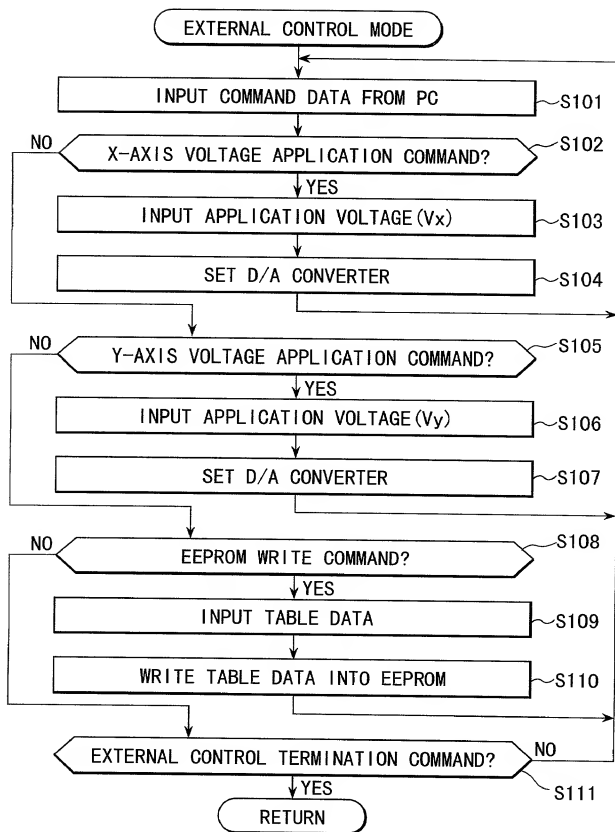 EXTERNAL CONTROL MODE
INPUT COMMAND DATA FROM PC
S101
X-AXIS VOLTAGE APPLICATION COMMAND?
S102
NO
YES
INPUT APPLICATION VOLTAGE(Vx)
S103
SET D/A CONVERTER
S104
Y-AXIS VOLTAGE APPLICATION COMMAND?
S105
NO
YES
INPUT APPLICATION VOLTAGE(Vy)
S106
SET D/A CONVERTER
S107
EEPROM WRITE COMMAND?
S108
NO
YES
INPUT TABLE DATA
S109
WRITE TABLE DATA INTO EEPROM
S110
EXTERNAL CONTROL TERMINATION COMMAND?
NO
S111
YES
RETURN